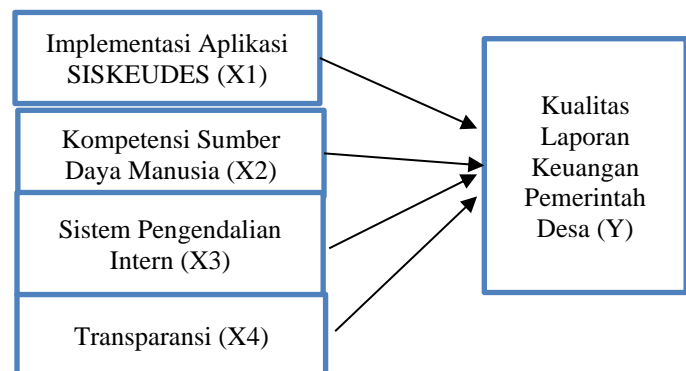 Implementasi Aplikasi
SISKEUDES (X1)
Kompetensi Sumber
Daya Manusia (X2)
Sistem Pengendalian
Intern (X3)
Transparansi (X4)
Kualitas
Laporan
Keuangan
Pemerintah
Desa (Y)